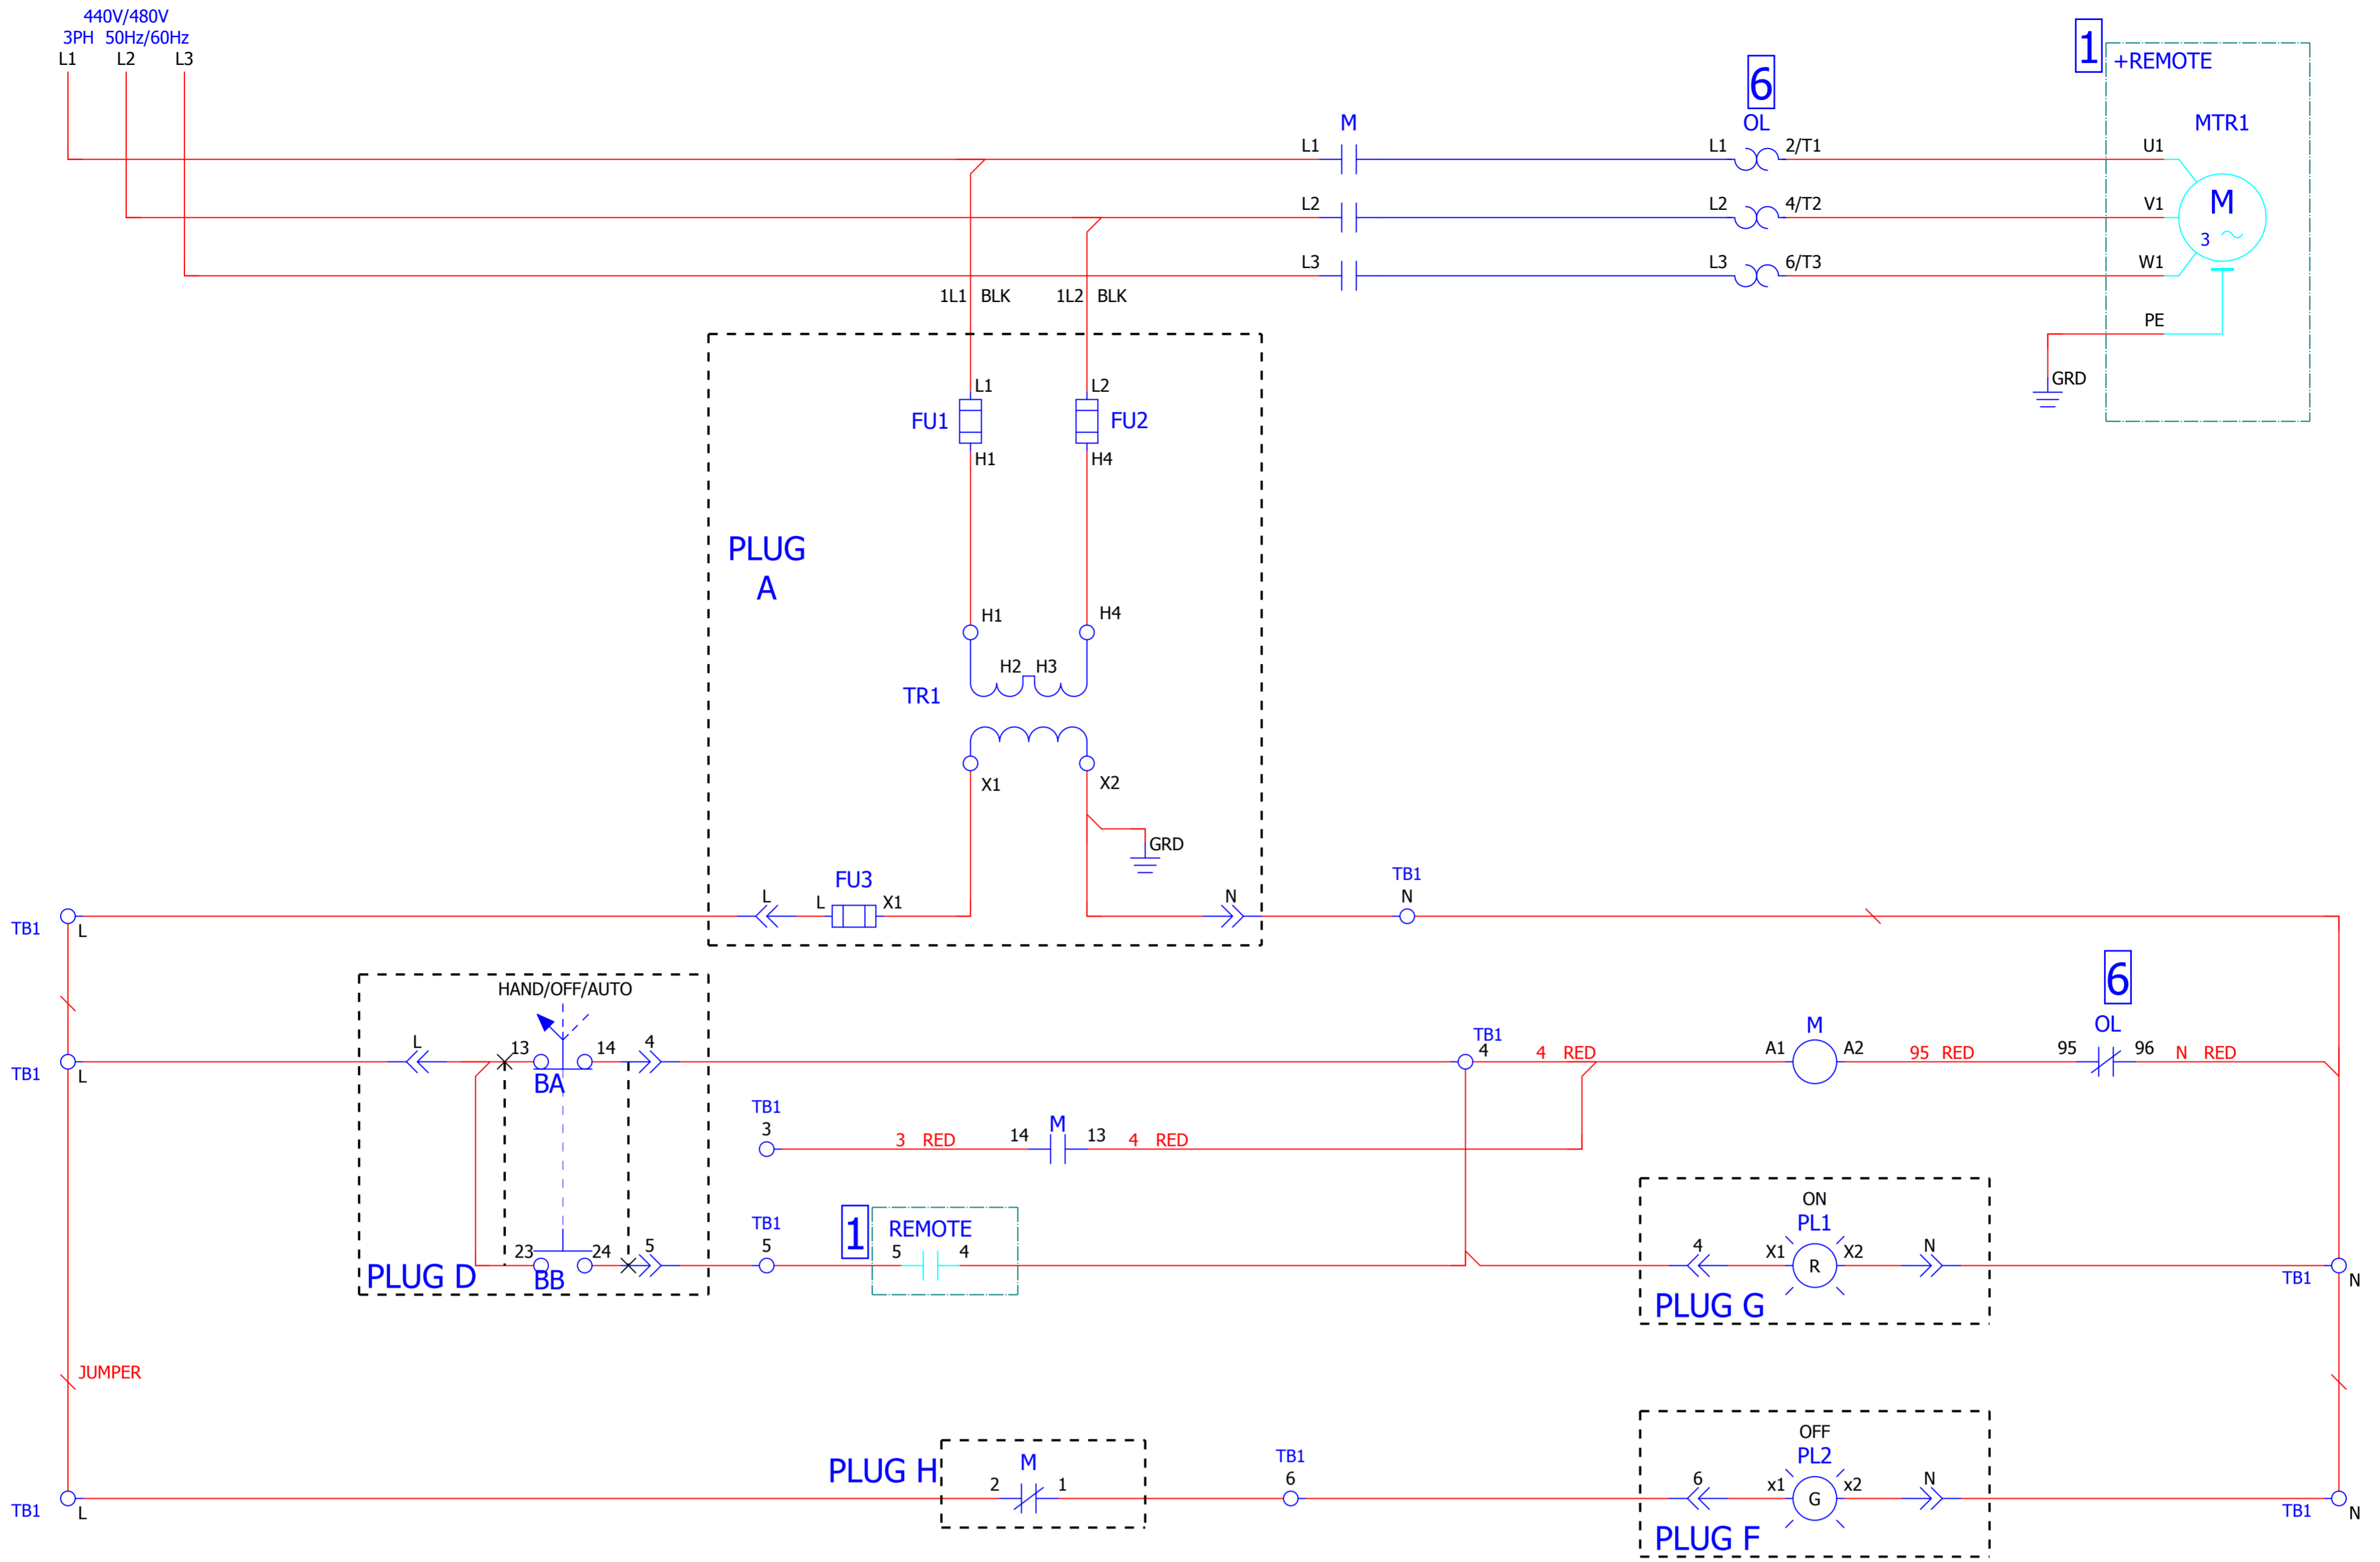 440V/480V
3PH 50Hz/60Hz
L1 L2 L3
1
+REMOTE
6
M
OL
MTR1
L1 L1 2/T1 U1
L2 L2 4/T2 V1
M
3
L3 L3 6/T3 W1
1L1 BLK 1L2 BLK
PE
GRD
L1 L2
FU1 FU2
H1 H4
PLUG
A
H1 H4
H2 H3
TR1
X1 X2
GRD
FU3
L L X1 N
TB1
N
TB1 L
HAND/OFF/AUTO
6
L 13 14 4
TB1
4
4 RED
M
A1 A2
95 RED
OL
95 96
N RED
TB1 L
BA
TB1
3
3 RED
M
14 13
4 RED
ON
PL1
TB1
5
1
REMOTE
5 4
23 24 5
4 X1 R X2 N
PLUG D
BB
PLUG G
TB1 N
JUMPER
OFF
PL2
PLUG H
M
2 1
TB1
6
6 x1 G x2 N
TB1 L
PLUG F
TB1 N